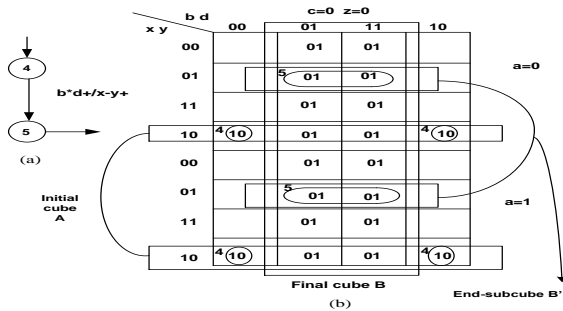 c=0 z=0
b d
x y
00 01 11 10
4
b*d+/x-y+
5
(a)
00 01 01
01 5 01 01
11 01 01
10 4 10 01 01 4 10
00 01 01
01 5 01 01
11 01 01
10 4 10 01 01 4 10
a=0
a=1
Initial
cube
A
Final cube B
(b)
End-subcube B'